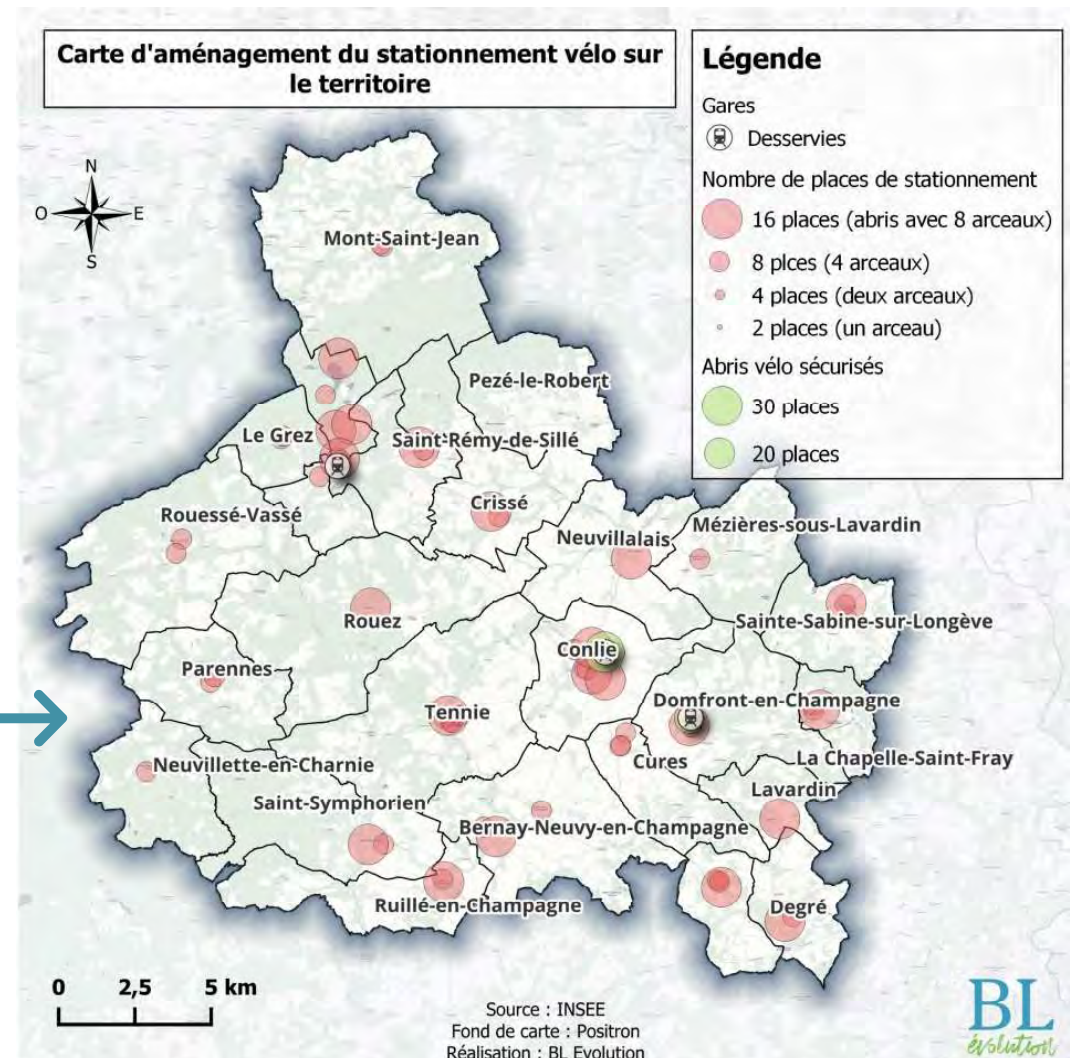 Carte d'aménagement du stationnement vélo sur
le territoire
Légende
Gares
Desservies
Nombre de places de stationnement
16 places (abris avec 8 arceaux)
8 plces (4 arceaux)
4 places (deux arceaux)
2 places (un arceau)
Abris vélo sécurisés
30 places
20 places
N
O
E
S
Mont-Saint-Jean
Pezé-le-Robert
Le Grez
Saint-Rémy-de-Sillé
Crissé
Rouessé-Vassé
Neuvillalais
Mézières-sous-Lavardin
Rouez
Sainte-Sabine-sur-Longève
Conlie
Parennes
Domfront-en-Champagne
Tennie
Cures
La Chapelle-Saint-Fray
Neuvillette-en-Charnie
Lavardin
Saint-Symphorien
Bernay-Neuvy-en-Champagne
Ruillé-en-Champagne
Degré
0 2,5 5 km
Source : INSEE
Fond de carte : Positron
Réalisation : BL Evolution
BL
évolution